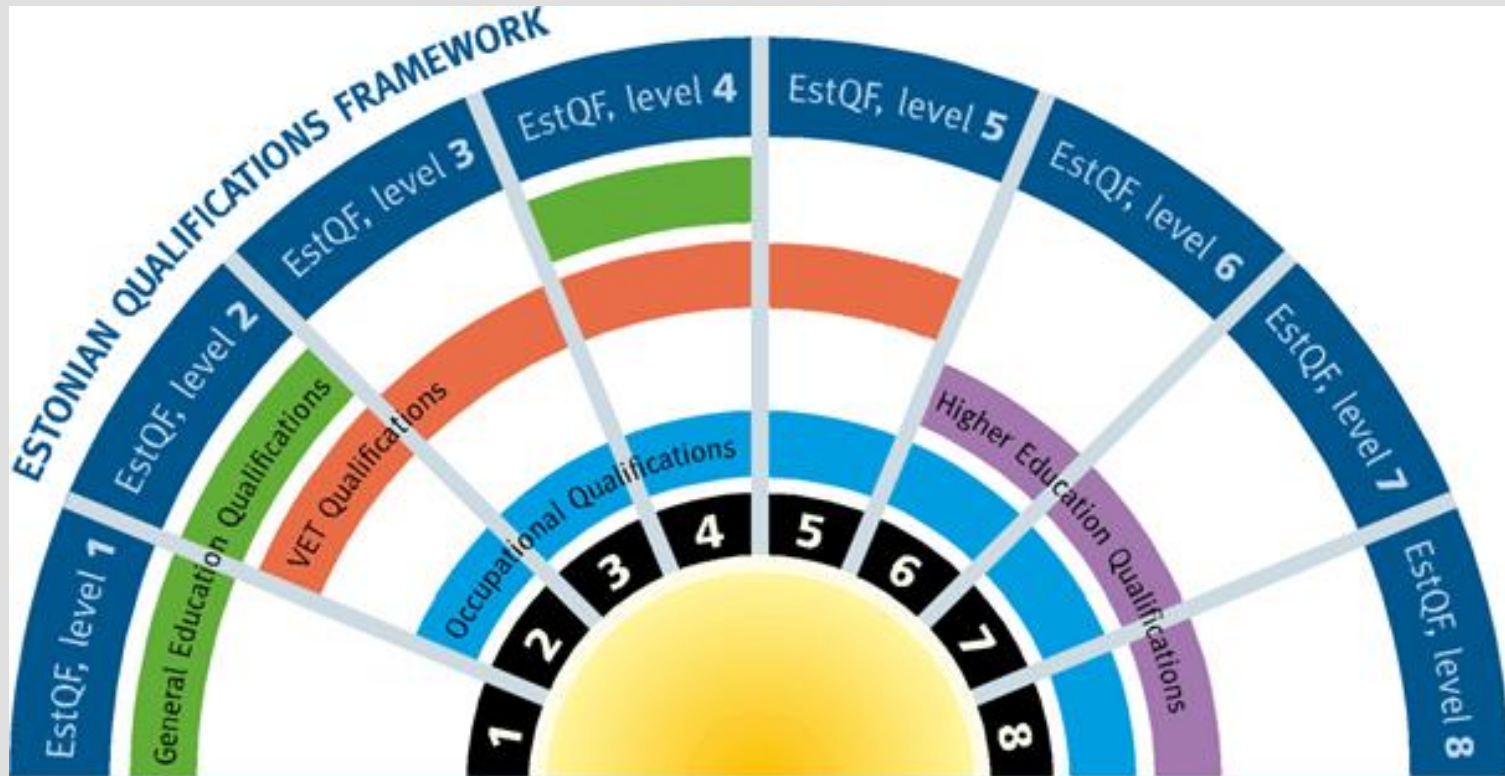 ESTONIAN QUALIFICATIONS FRAMEWORK
EstQF, level 1
EstQF, level 2
EstQF, level 3
EstQF, level 4
EstQF, level 5
EstQF, level 6
EstQF, level 7
EstQF, level 8
General Education Qualifications
VET Qualifications
Occupational Qualifications
Higher Education Qualifications
1
2
3
4
5
6
7
8